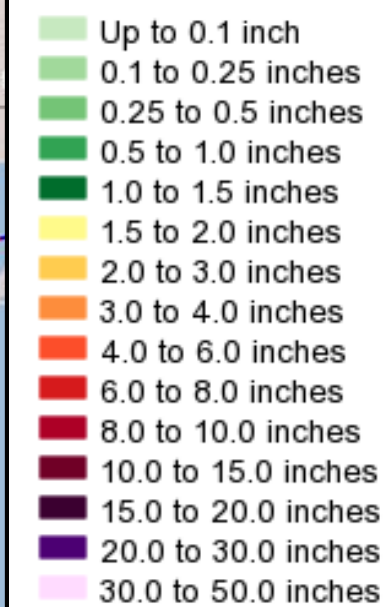 Up to 0.1 inch
0.1 to 0.25 inches
0.25 to 0.5 inches
0.5 to 1.0 inches
1.0 to 1.5 inches
1.5 to 2.0 inches
2.0 to 3.0 inches
3.0 to 4.0 inches
4.0 to 6.0 inches
6.0 to 8.0 inches
8.0 to 10.0 inches
10.0 to 15.0 inches
15.0 to 20.0 inches
20.0 to 30.0 inches
30.0 to 50.0 inches